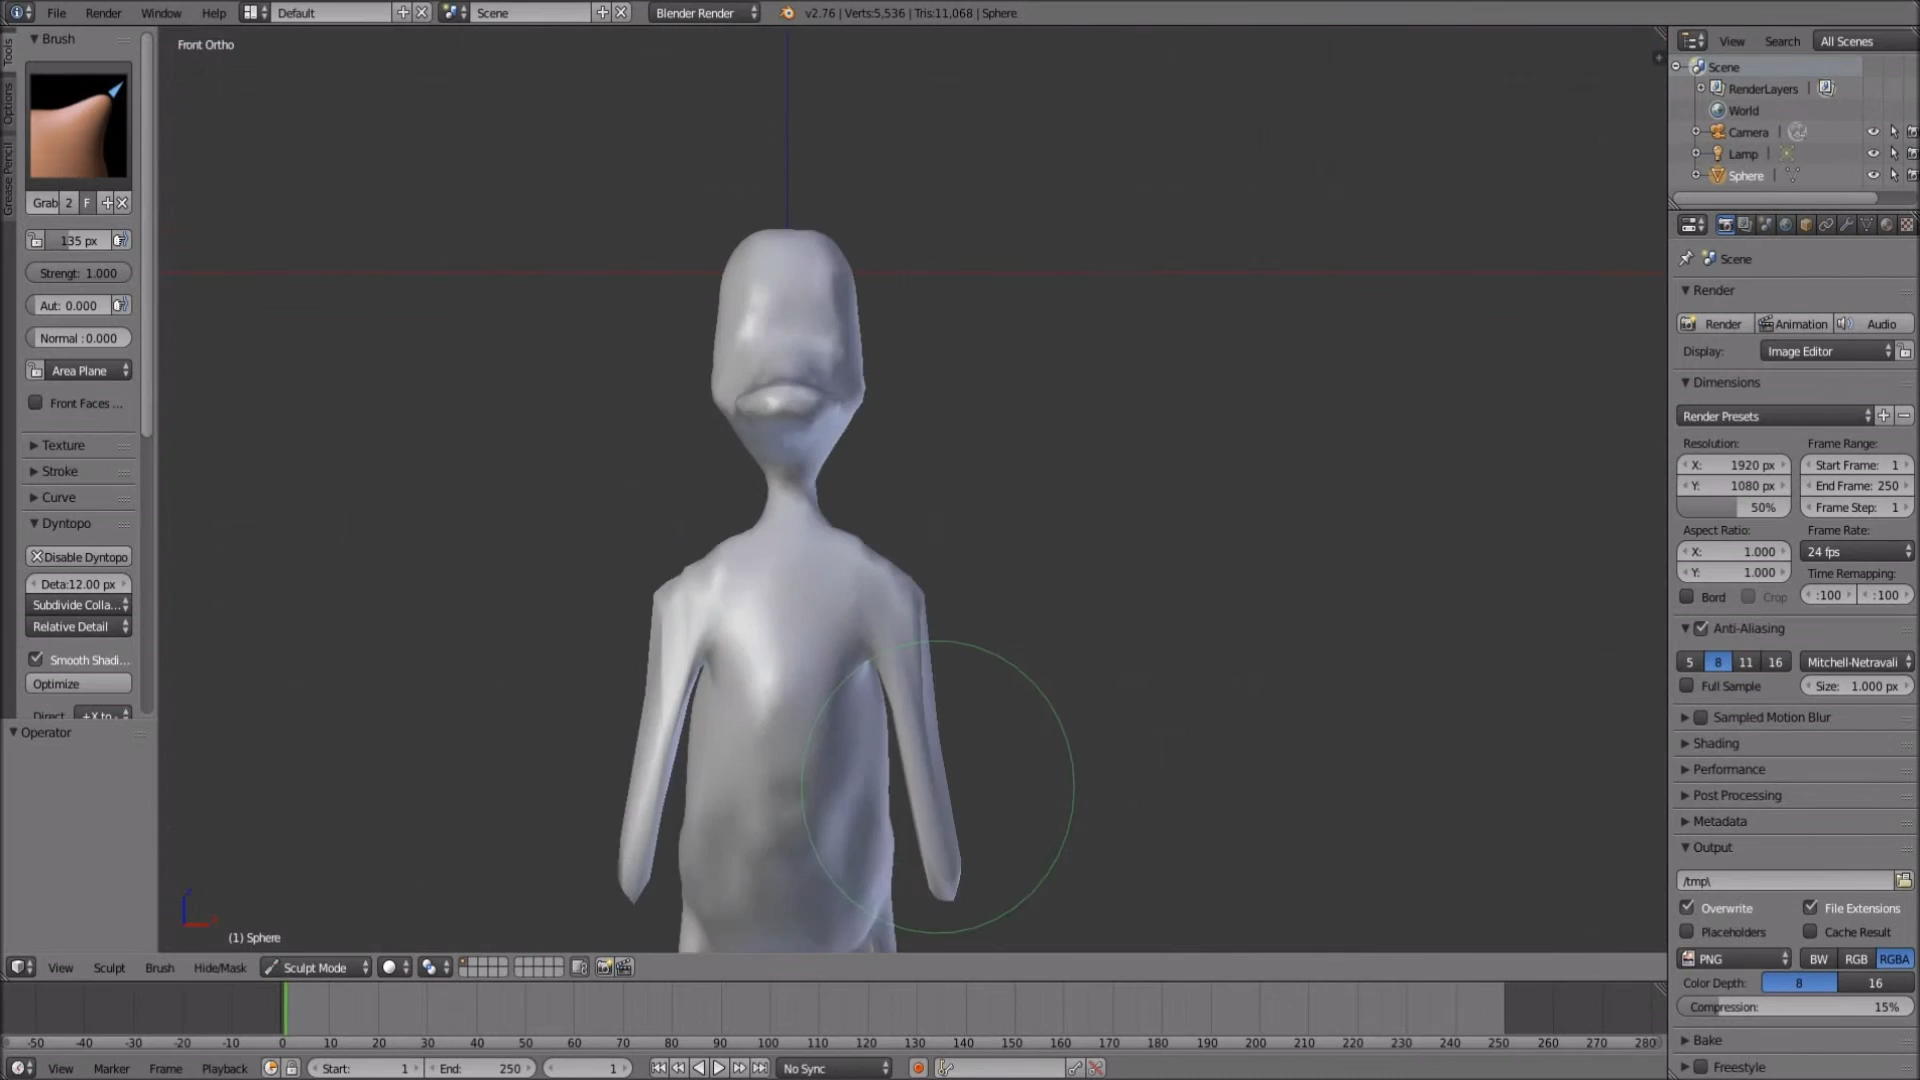 File Render Window Help Default Scene Blender Render v2.76 | Verts:5,536 | Tris:11,068 | Sphere
Tools
Options
Grease Pencil
Brush
Grab 2 F
135 px
Strengt: 1.000
Aut: 0.000
Normal : 0.000
Area Plane
Front Faces ...
Texture
Stroke
Curve
Dyntopo
Disable Dyntopo
Deta:12.00 px
Subdivide Colla...
Relative Detail
Smooth Shadi...
Optimize
Direct +X to
Operator
Front Ortho
(1) Sphere
View Search All Scenes
Scene
RenderLayers |
World
Camera |
Lamp |
Sphere |
Scene
Render
Render Animation Audio
Display: Image Editor
Dimensions
Render Presets
Resolution: Frame Range:
X: 1920 px Start Frame: 1
Y: 1080 px End Frame: 250
50% Frame Step: 1
Aspect Ratio: Frame Rate:
X: 1.000 24 fps
Y: 1.000 Time Remapping:
Bord Crop :100 :100
Anti-Aliasing
5 8 11 16 Mitchell-Netravali
Full Sample Size: 1.000 px
Sampled Motion Blur
Shading
Performance
Post Processing
Metadata
Output
/tmp\
Overwrite File Extensions
Placeholders Cache Result
PNG BW RGB RGBA
Color Depth: 8 16
Compression: 15%
Bake
Freestyle
View Sculpt Brush Hide/Mask Sculpt Mode
-50 -40 -30 -20 -10 0 10 20 30 40 50 60 70 80 90 100 110 120 130 140 150 160 170 180 190 200 210 220 230 240 250 260 270 280
View Marker Frame Playback Start: 1 End: 250 1 No Sync